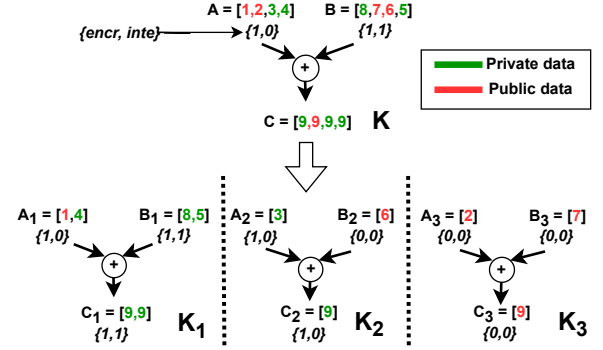 A = [1,2,3,4] B = [8,7,6,5]
{encr, inte} {1,0} {1,1}
+
Private data
Public data
C = [9,9,9,9] K
A1 = [1,4] B1 = [8,5]
{1,0} {1,1}
+
C1 = [9,9] K1
{1,1}
A2 = [3] B2 = [6]
{1,0} {0,0}
+
C2 = [9] K2
{1,0}
A3 = [2] B3 = [7]
{0,0} {0,0}
+
C3 = [9] K3
{0,0}